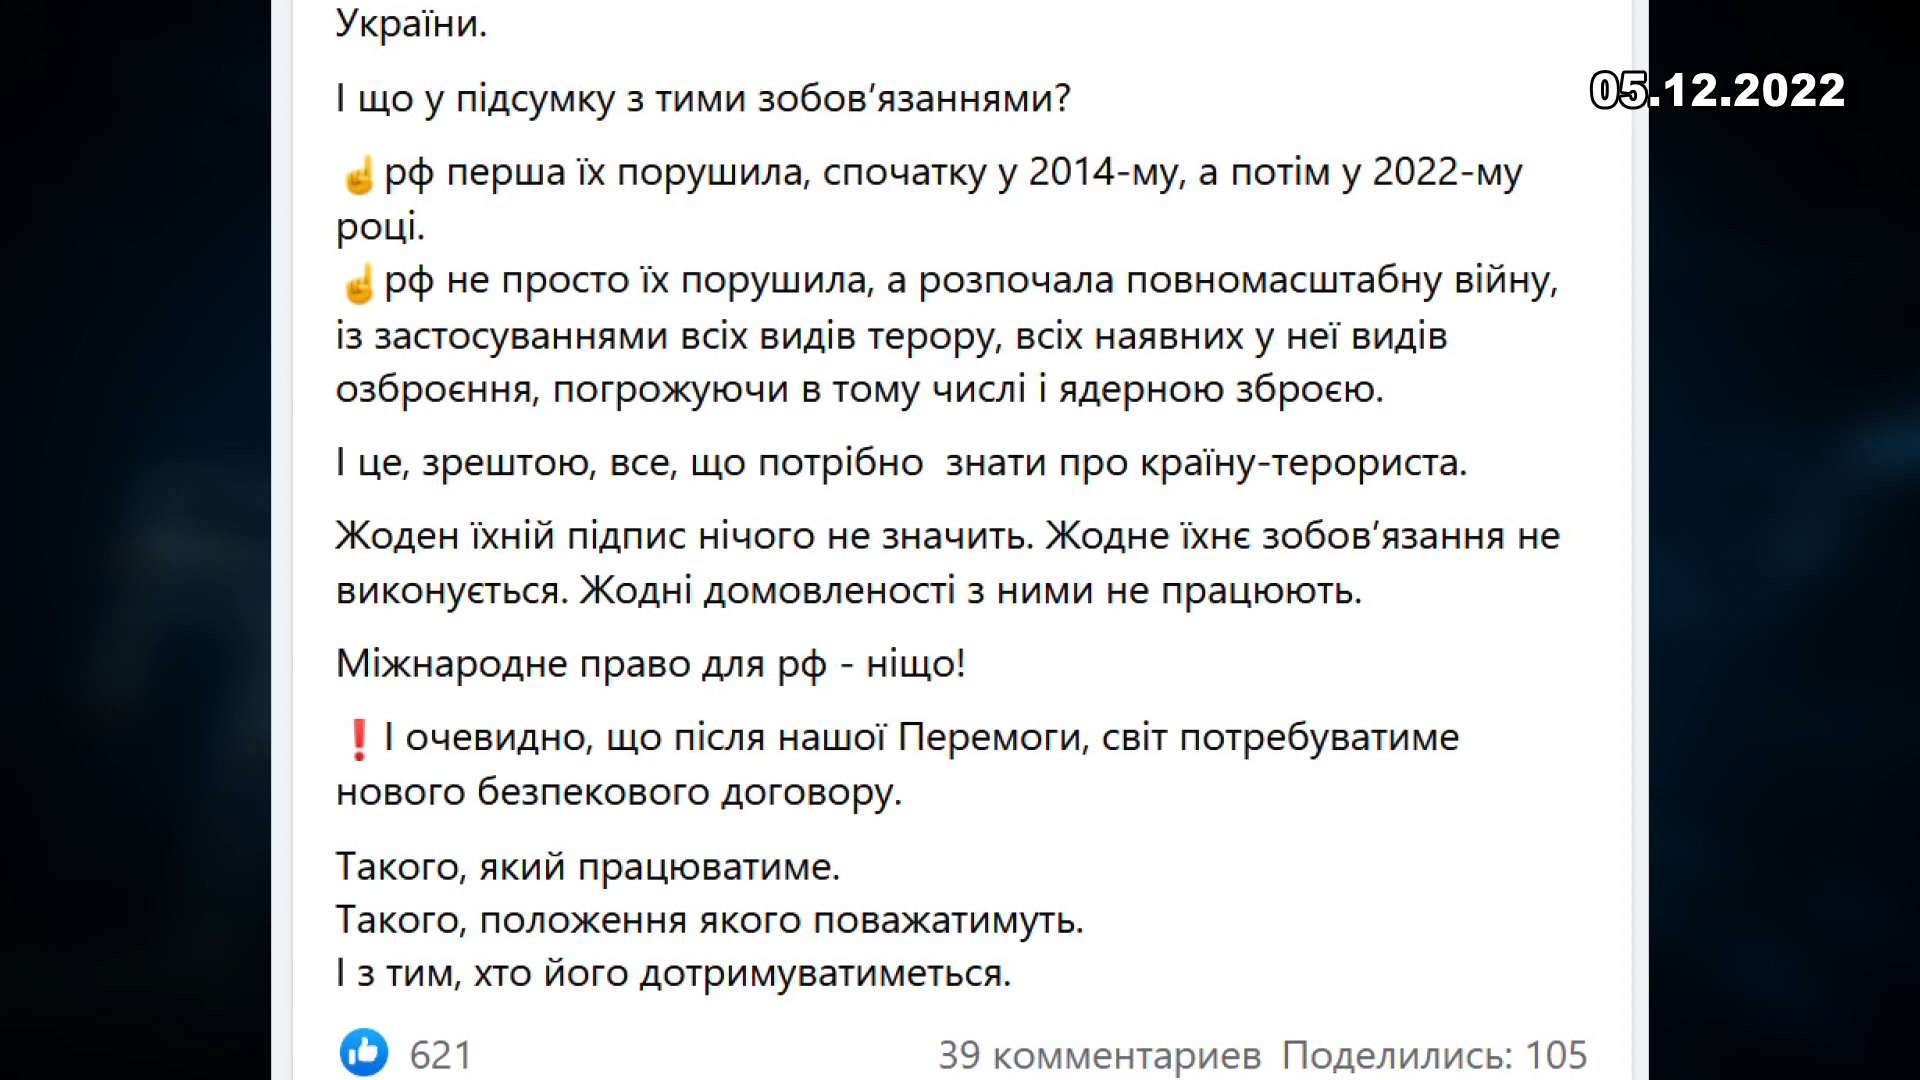 України.
05.12.2022
І що у підсумку з тими зобов’язаннями?
☝️рф перша їх порушила, спочатку у 2014-му, а потім у 2022-му
році.
☝️рф не просто їх порушила, а розпочала повномасштабну війну,
із застосуваннями всіх видів терору, всіх наявних у неї видів
озброєння, погрожуючи в тому числі і ядерною зброєю.
І це, зрештою, все, що потрібно  знати про країну-терориста.
Жоден їхній підпис нічого не значить. Жодне їхнє зобов’язання не
виконується. Жодні домовленості з ними не працюють.
Міжнародне право для рф - ніщо!
❗І очевидно, що після нашої Перемоги, світ потребуватиме
нового безпекового договору.
Такого, який працюватиме.
Такого, положення якого поважатимуть.
І з тим, хто його дотримуватиметься.
621 39 комментариев Поделились: 105